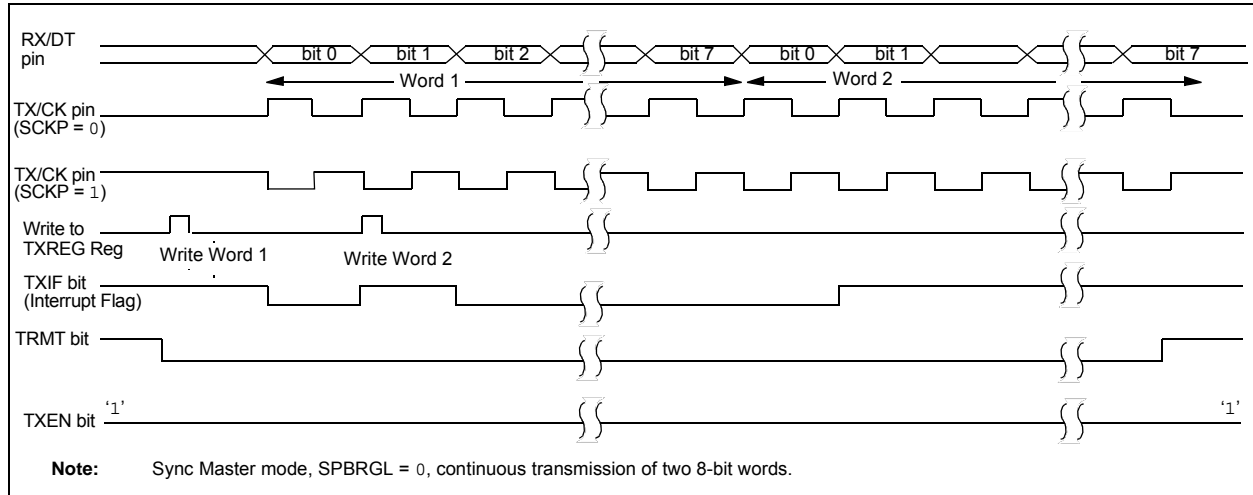 RX/DT
pin
bit 0 bit 1 bit 2 bit 7 bit 0 bit 1 bit 7
Word 1 Word 2
TX/CK pin
(SCKP = 0)
TX/CK pin
(SCKP = 1)
Write to
TXREG Reg
Write Word 1 Write Word 2
TXIF bit
(Interrupt Flag)
TRMT bit
TXEN bit ‘1’ ‘1’
Note: Sync Master mode, SPBRGL = 0, continuous transmission of two 8-bit words.